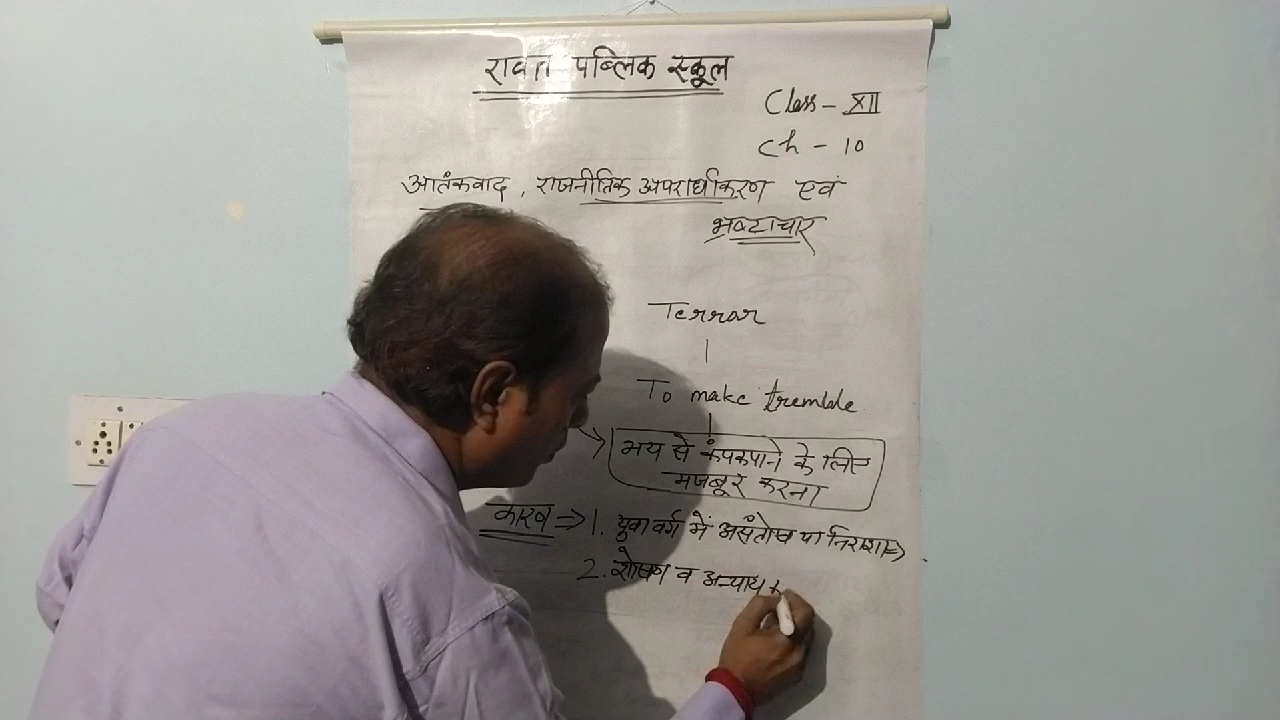 रावत पब्लिक स्कूल
Class - XII
Ch - 10
आतंकवाद, राजनीतिक अपराधीकरण एवं
भ्रष्टाचार
Terror
To make tremble
भय से कंपकपाने के लिए
मजबूर करना
कारण => 1. युवा वर्ग में असंतोष या निराशा
2. शोषण व अन्याय